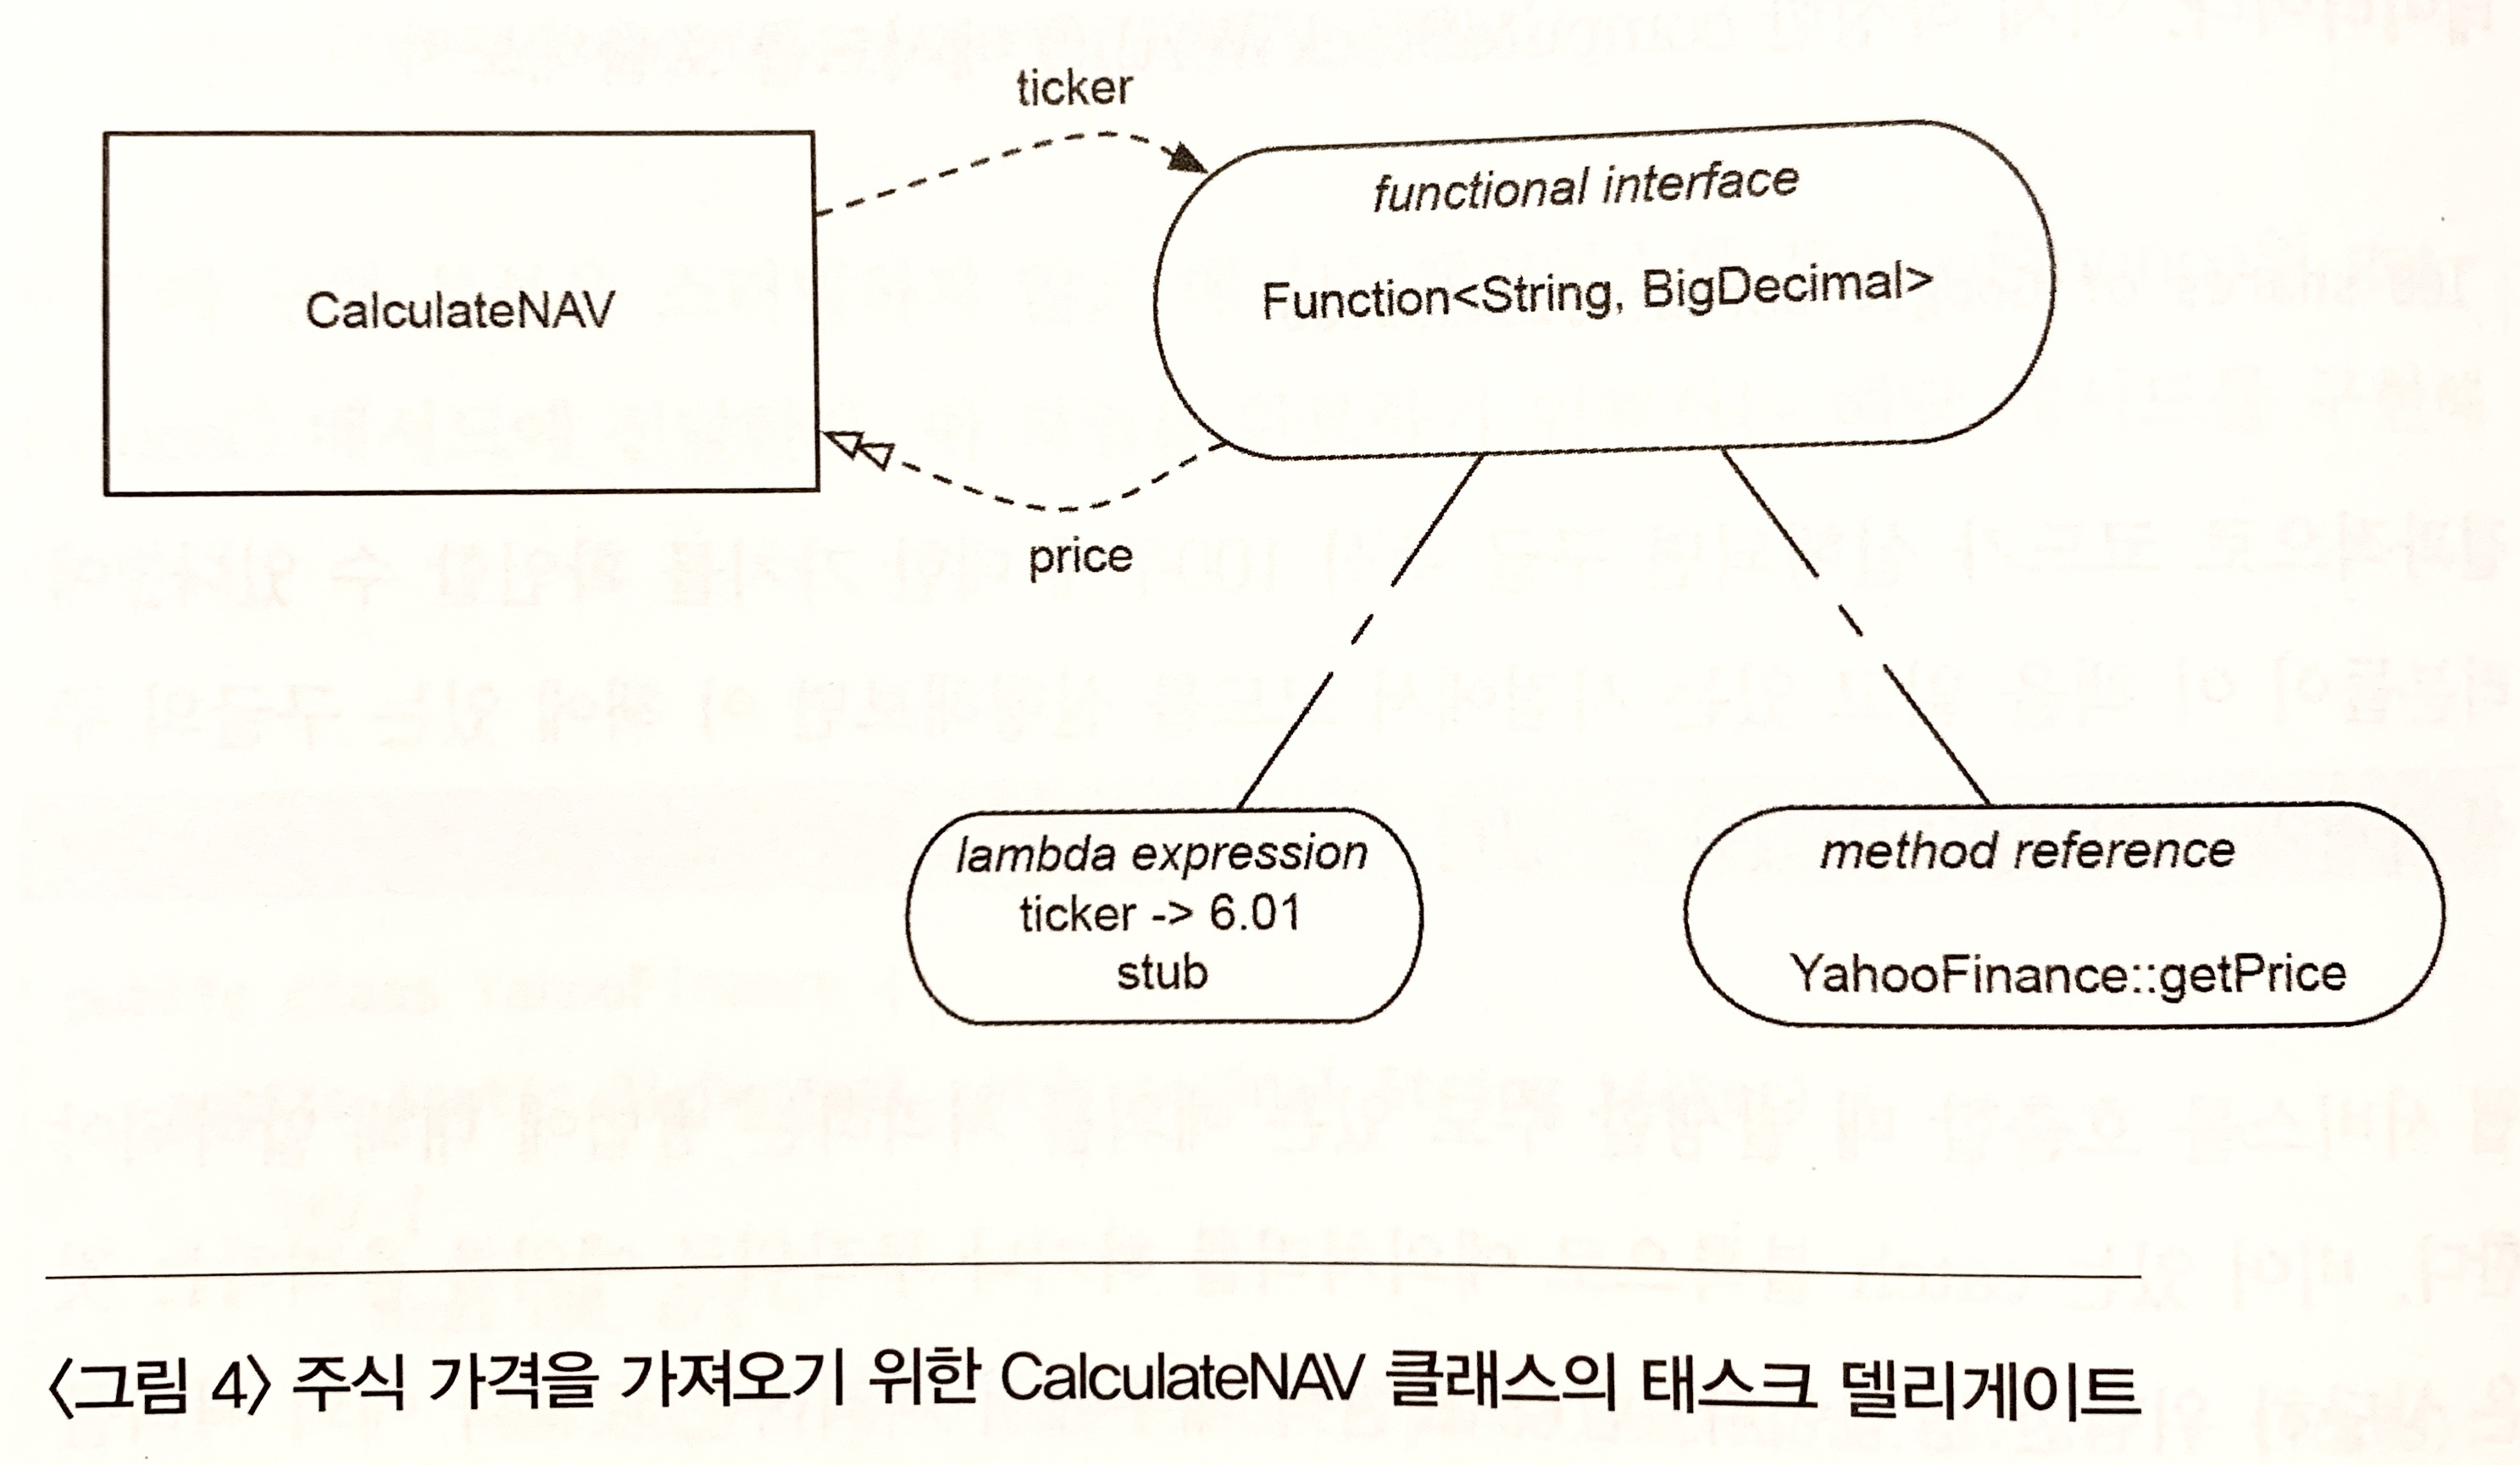 ticker
functional interface
Function<String, BigDecimal>
CalculateNAV
price
lambda expression
ticker -> 6.01
stub
method reference
YahooFinance::getPrice
〈그림 4〉 주식 가격을 가져오기 위한 CalculateNAV 클래스의 태스크 델리게이트